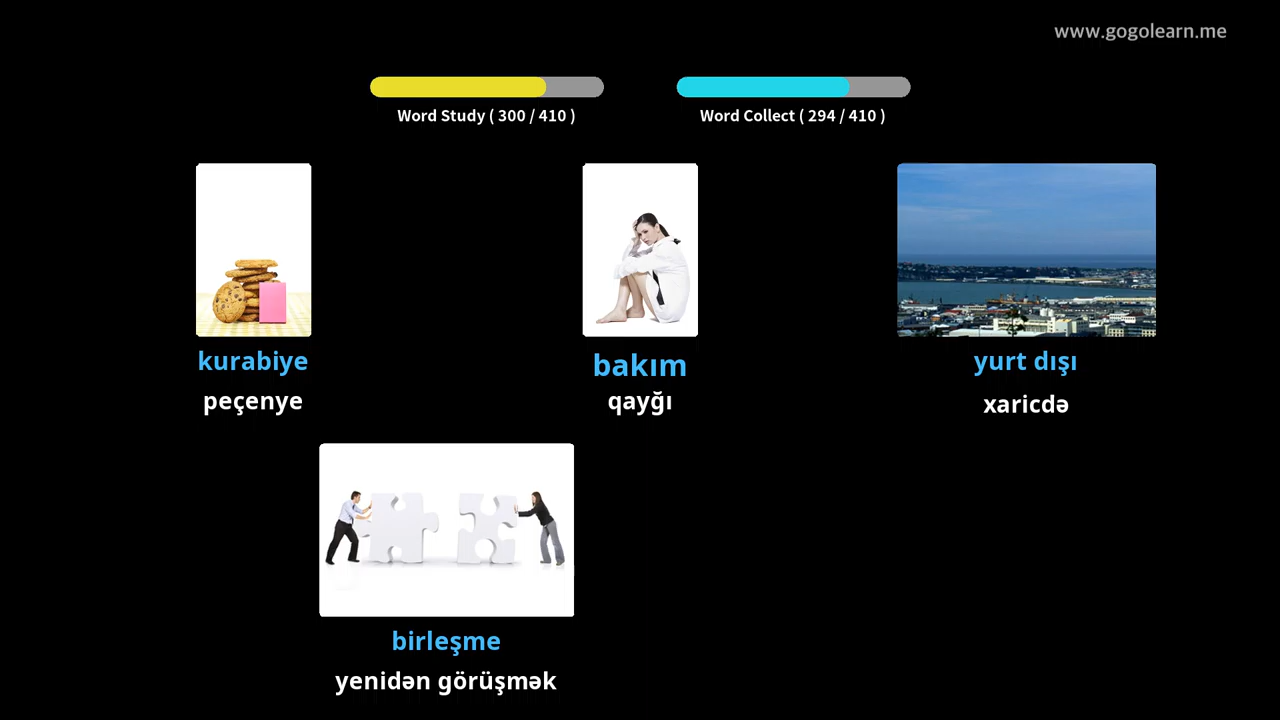 www.gogolearn.me
Word Study ( 300 / 410 )
Word Collect ( 294 / 410 )
kurabiye
peçenye
bakım
qayğı
yurt dışı
xaricdə
birleşme
yenidən görüşmək